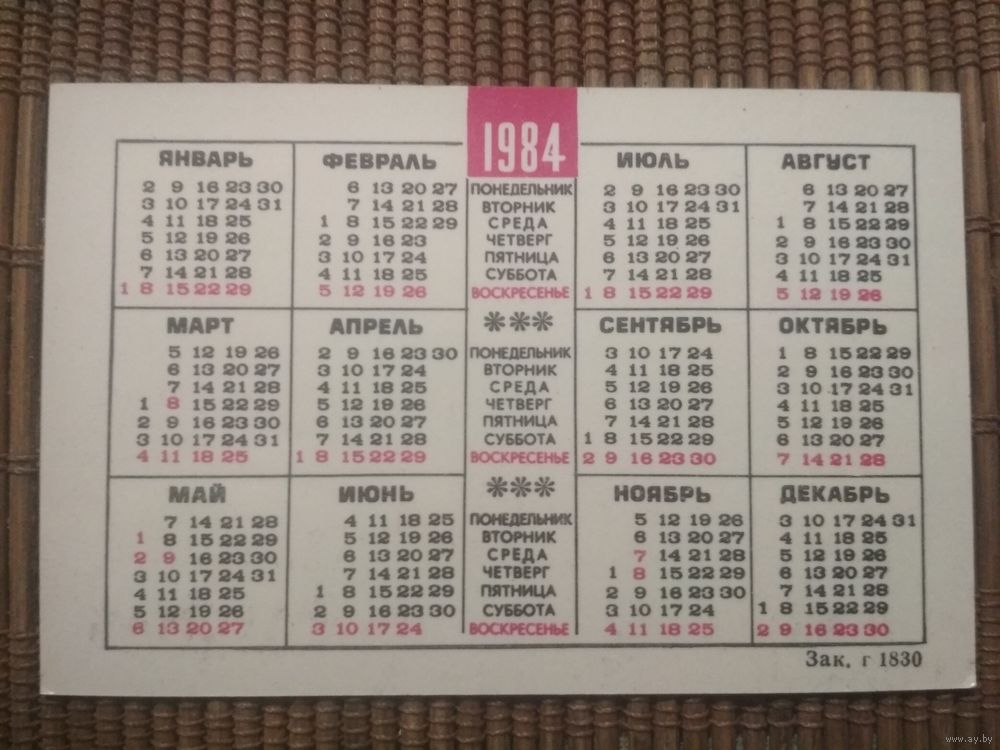 1984
ЯНВАРЬ ФЕВРАЛЬ ИЮЛЬ АВГУСТ
2 9 16 23 30 6 13 20 27 ПОНЕДЕЛЬНИК 2 9 16 23 30 6 13 20 27
3 10 17 24 31 7 14 21 28 ВТОРНИК 3 10 17 24 31 7 14 21 28
4 11 18 25 1 8 15 22 29 СРЕДА 4 11 18 25 1 8 15 22 29
5 12 19 26 2 9 16 23 ЧЕТВЕРГ 5 12 19 26 2 9 16 23 30
6 13 20 27 3 10 17 24 ПЯТНИЦА 6 13 20 27 3 10 17 24 31
7 14 21 28 4 11 18 25 СУББОТА 7 14 21 28 4 11 18 25
1 8 15 22 29 5 12 19 26 ВОСКРЕСЕНЬЕ 1 8 15 22 29 5 12 19 26
МАРТ АПРЕЛЬ *** СЕНТЯБРЬ ОКТЯБРЬ
5 12 19 26 2 9 16 23 30 ПОНЕДЕЛЬНИК 3 10 17 24 1 8 15 22 29
6 13 20 27 3 10 17 24 ВТОРНИК 4 11 18 25 2 9 16 23 30
7 14 21 28 4 11 18 25 СРЕДА 5 12 19 26 3 10 17 24 31
1 8 15 22 29 5 12 19 26 ЧЕТВЕРГ 6 13 20 27 4 11 18 25
2 9 16 23 30 6 13 20 27 ПЯТНИЦА 7 14 21 28 5 12 19 26
3 10 17 24 31 7 14 21 28 СУББОТА 1 8 15 22 29 6 13 20 27
4 11 18 25 1 8 15 22 29 ВОСКРЕСЕНЬЕ 2 9 16 23 30 7 14 21 28
МАЙ ИЮНЬ *** НОЯБРЬ ДЕКАБРЬ
7 14 21 28 4 11 18 25 ПОНЕДЕЛЬНИК 5 12 19 26 3 10 17 24 31
1 8 15 22 29 5 12 19 26 ВТОРНИК 6 13 20 27 4 11 18 25
2 9 16 23 30 6 13 20 27 СРЕДА 7 14 21 28 5 12 19 26
3 10 17 24 31 7 14 21 28 ЧЕТВЕРГ 1 8 15 22 29 6 13 20 27
4 11 18 25 1 8 15 22 29 ПЯТНИЦА 2 9 16 23 30 7 14 21 28
5 12 19 26 2 9 16 23 30 СУББОТА 3 10 17 24 1 8 15 22 29
6 13 20 27 3 10 17 24 ВОСКРЕСЕНЬЕ 4 11 18 25 2 9 16 23 30
Зак. г 1830
www.ay.by